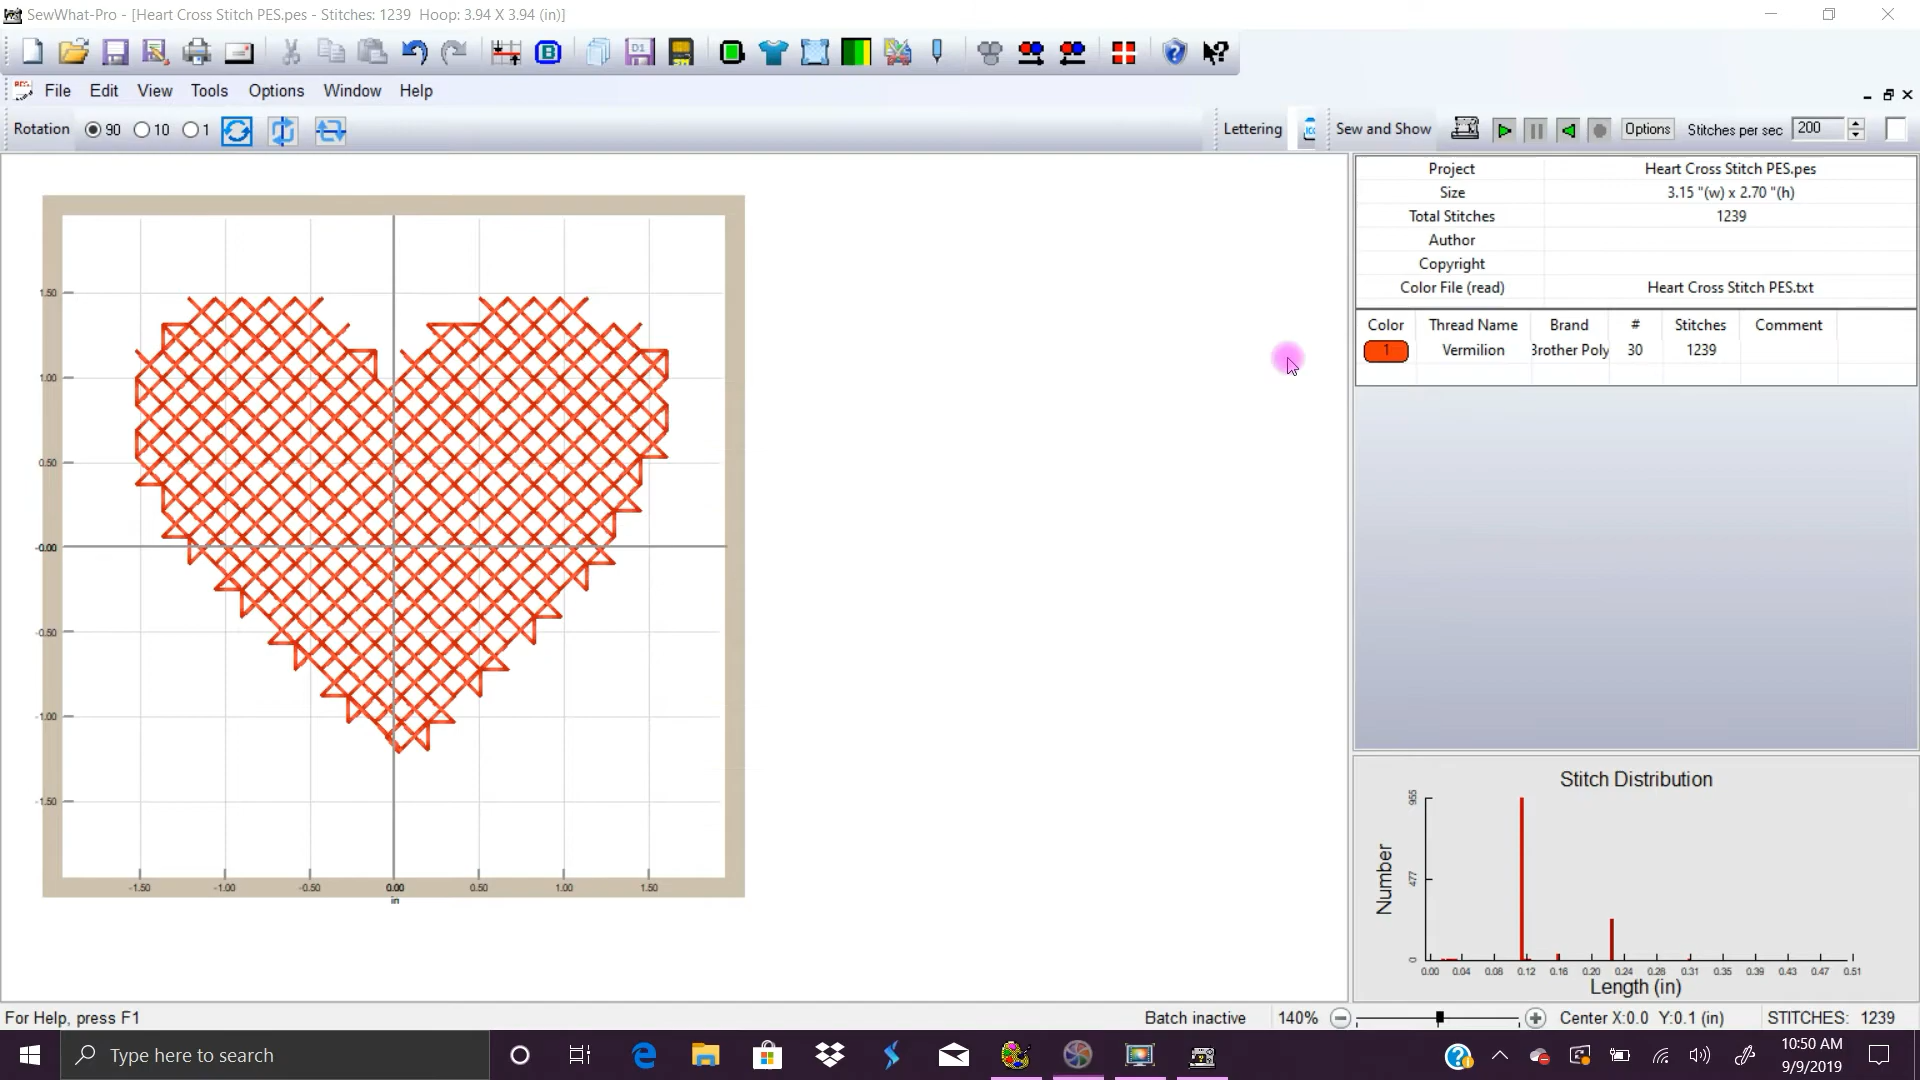 SewWhat-Pro - [Heart Cross Stitch PES.pes - Stitches: 1239  Hoop: 3.94 X 3.94 (in)]
B D1
File Edit View Tools Options Window Help
Rotation 90 10 1 Lettering Sew and Show Options Stitches per sec 200
Project Heart Cross Stitch PES.pes
Size 3.15 "(w) x 2.70 "(h)
Total Stitches 1239
Author
Copyright
Color File (read) Heart Cross Stitch PES.txt
Color Thread Name Brand # Stitches Comment
1 Vermilion Brother Poly 30 1239
1.50
1.00
0.50
-0.00
-0.50
-1.00
-1.50
-1.50 -1.00 -0.50 0.00 0.50 1.00 1.50
in
Stitch Distribution
Number
955
477
0
0.00 0.04 0.08 0.12 0.16 0.20 0.24 0.28 0.31 0.35 0.39 0.43 0.47 0.51
Length (in)
For Help, press F1 Batch inactive 140% Center X:0.0 Y:0.1 (in) STITCHES: 1239
Type here to search
10:50 AM
9/9/2019